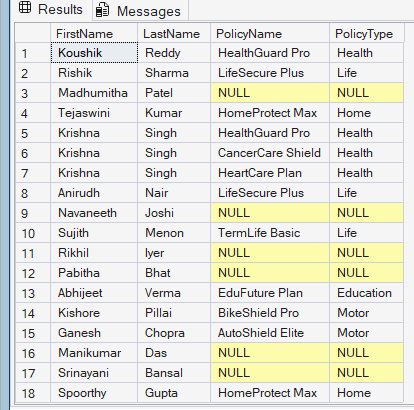 Results Messages
FirstName LastName PolicyName PolicyType
1 Koushik Reddy HealthGuard Pro Health
2 Rishik Sharma LifeSecure Plus Life
3 Madhumitha Patel NULL NULL
4 Tejaswini Kumar HomeProtect Max Home
5 Krishna Singh HealthGuard Pro Health
6 Krishna Singh CancerCare Shield Health
7 Krishna Singh HeartCare Plan Health
8 Anirudh Nair LifeSecure Plus Life
9 Navaneeth Joshi NULL NULL
10 Sujith Menon TermLife Basic Life
11 Rikhil Iyer NULL NULL
12 Pabitha Bhat NULL NULL
13 Abhijeet Verma EduFuture Plan Education
14 Kishore Pillai BikeShield Pro Motor
15 Ganesh Chopra AutoShield Elite Motor
16 Manikumar Das NULL NULL
17 Srinayani Bansal NULL NULL
18 Spoorthy Gupta HomeProtect Max Home